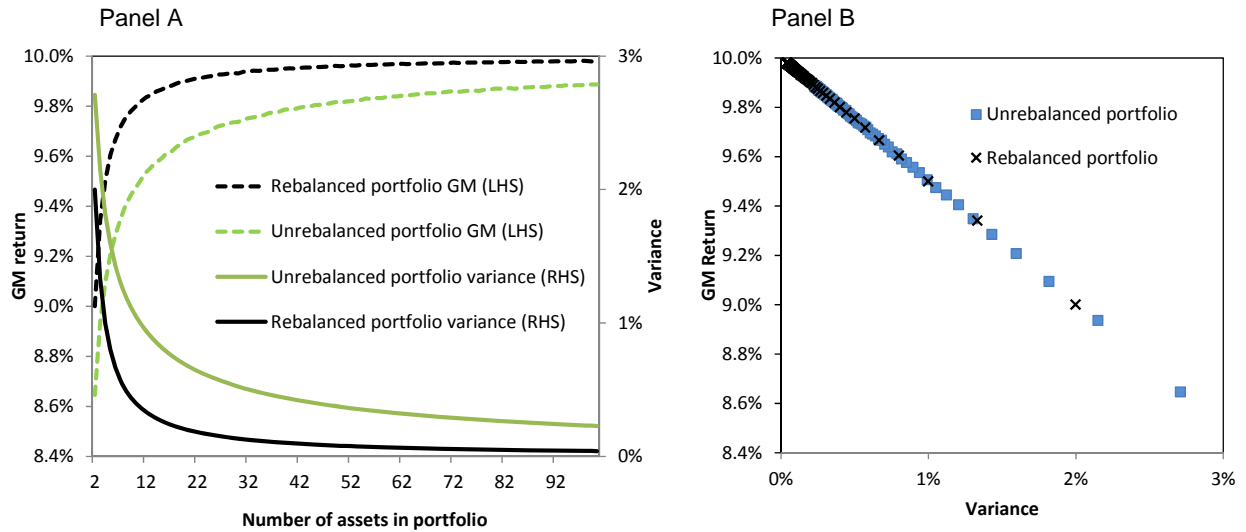 Panel A
10.0%
9.8%
9.6%
9.4%
9.2%
9.0%
8.8%
8.6%
8.4%
GM return
3%
2%
1%
0%
Variance
Rebalanced portfolio GM (LHS)
Unrebalanced portfolio GM (LHS)
Unrebalanced portfolio variance (RHS)
Rebalanced portfolio variance (RHS)
2 12 22 32 42 52 62 72 82 92
Number of assets in portfolio
Panel B
10.0%
9.8%
9.6%
9.4%
9.2%
9.0%
8.8%
8.6%
8.4%
GM Return
Unrebalanced portfolio
Rebalanced portfolio
0% 1% 2% 3%
Variance